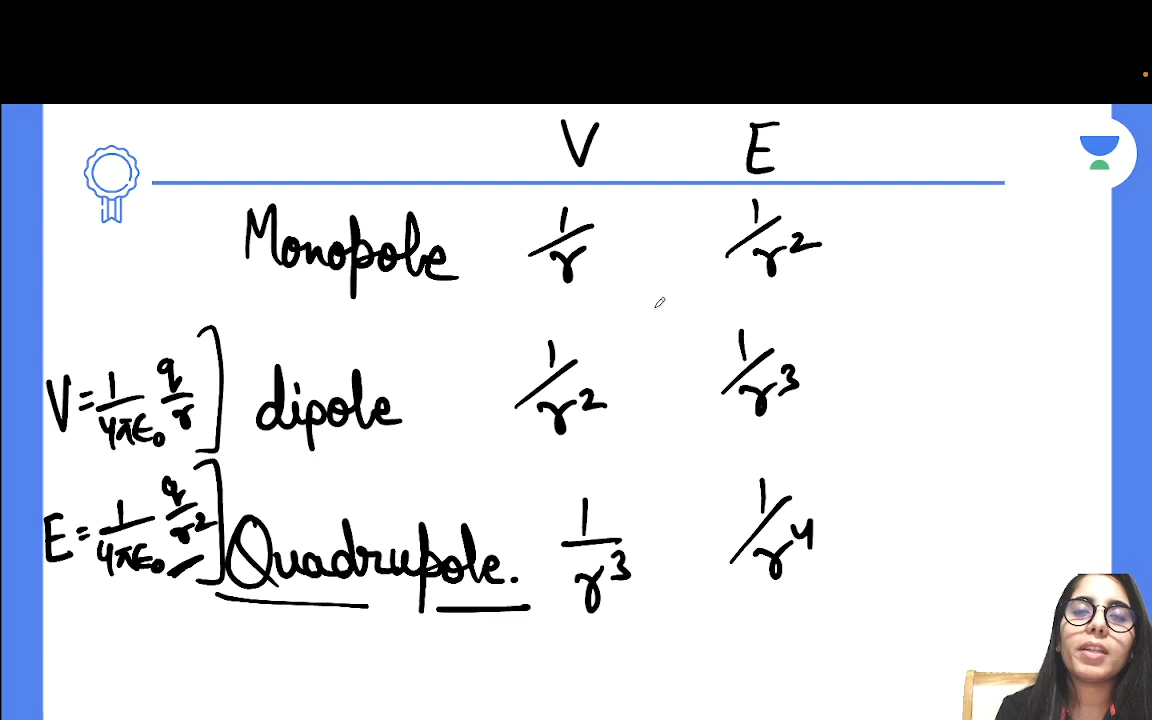 V E
Monopole 1/r 1/r²
V = 1/4πε₀ q/r ] dipole 1/r² 1/r³
E = 1/4πε₀ q/r² ] Quadrupole. 1/r³ 1/r⁴